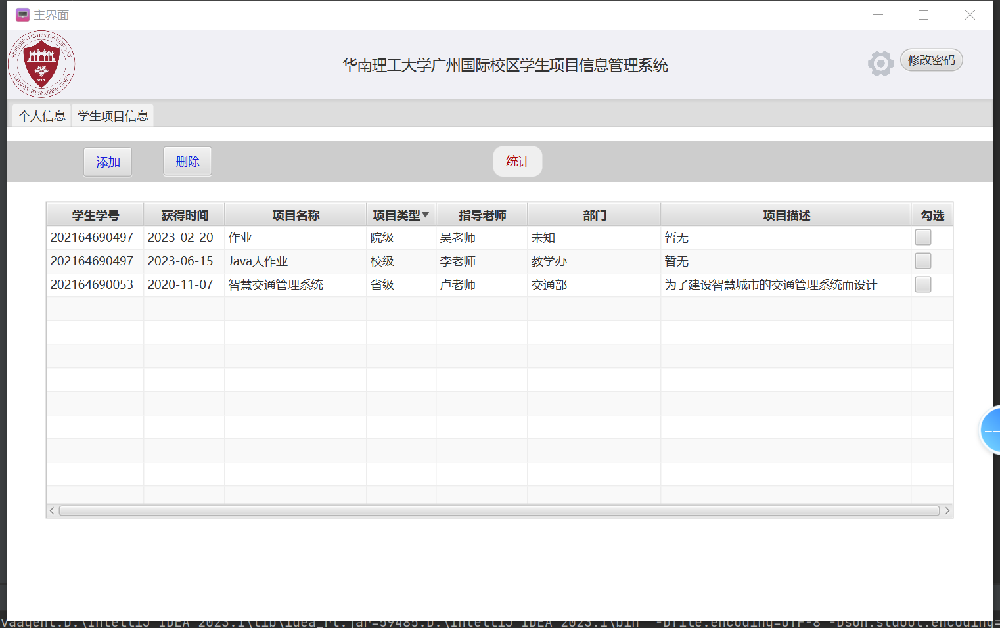 主界面
华南理工大学广州国际校区学生项目信息管理系统
修改密码
个人信息 学生项目信息
添加 删除 统计
学生学号 获得时间 项目名称 项目类型▼ 指导老师 部门 项目描述 勾选
202164690497 2023-02-20 作业 院级 吴老师 未知 暂无
202164690497 2023-06-15 Java大作业 校级 李老师 教学办 暂无
202164690053 2020-11-07 智慧交通管理系统 省级 卢老师 交通部 为了建设智慧城市的交通管理系统而设计
vaagent:D:\IntelliJ IDEA 2023.1\lib\idea_rt.jar=59485:D:\IntelliJ IDEA 2023.1\bin" -Dfile.encoding=UTF-8 -Dsun.stdout.encoding=